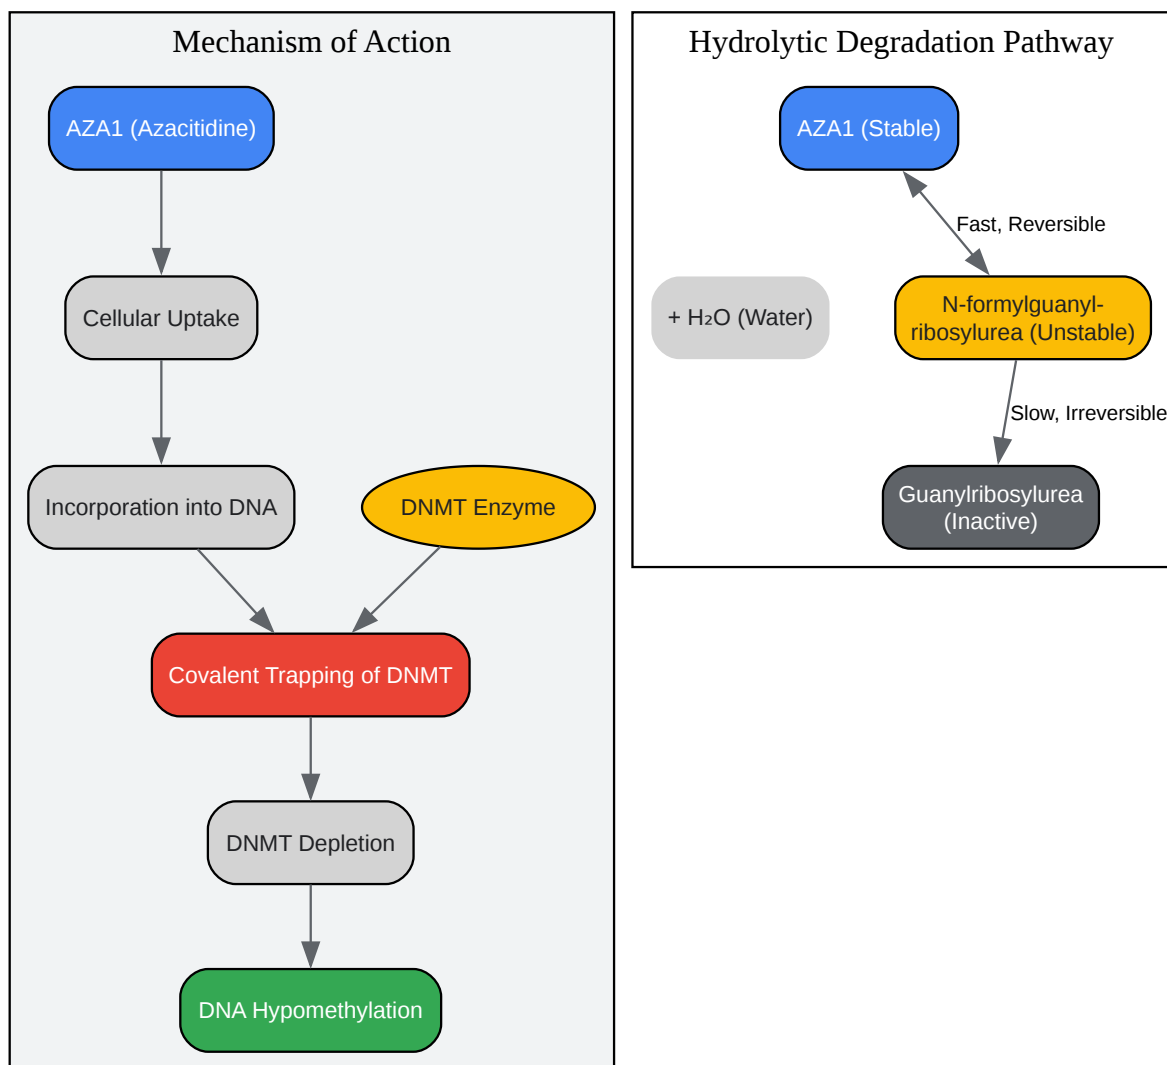 Mechanism of Action
AZA1 (Azacitidine)
Cellular Uptake
Incorporation into DNA
DNMT Enzyme
Covalent Trapping of DNMT
DNMT Depletion
DNA Hypomethylation
Hydrolytic Degradation Pathway
AZA1 (Stable)
Fast, Reversible
+ H₂O (Water)
N-formylguanyl-
ribosylurea (Unstable)
Slow, Irreversible
Guanylribosylurea
(Inactive)